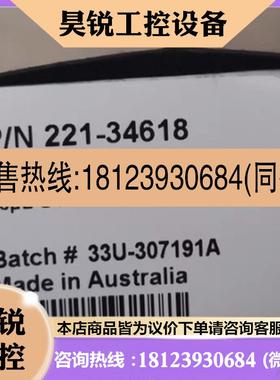 昊锐工控设备
P/N 221-34618
售热线:18123930684(同
Batch # 33U-307191A
Made in Australia
锐
控
本店商品皆为议价下单请咨询客服
咨询热线 :18123930684 (微